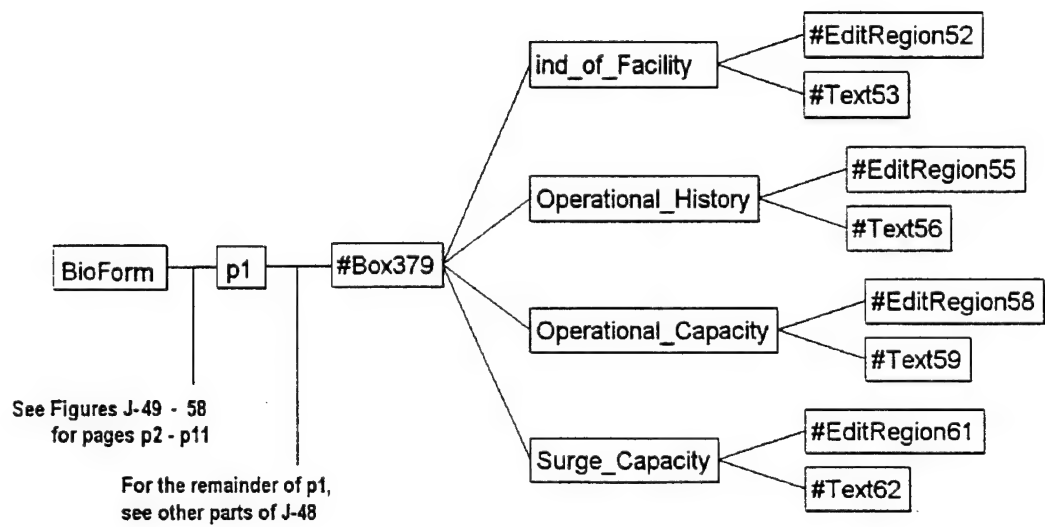 #EditRegion52
ind_of_Facility
#Text53
#EditRegion55
Operational_History
#Text56
BioForm
p1
#Box379
#EditRegion58
Operational_Capacity
#Text59
See Figures J-49 - 58
for pages p2 - p11
#EditRegion61
Surge_Capacity
#Text62
For the remainder of p1,
see other parts of J-48